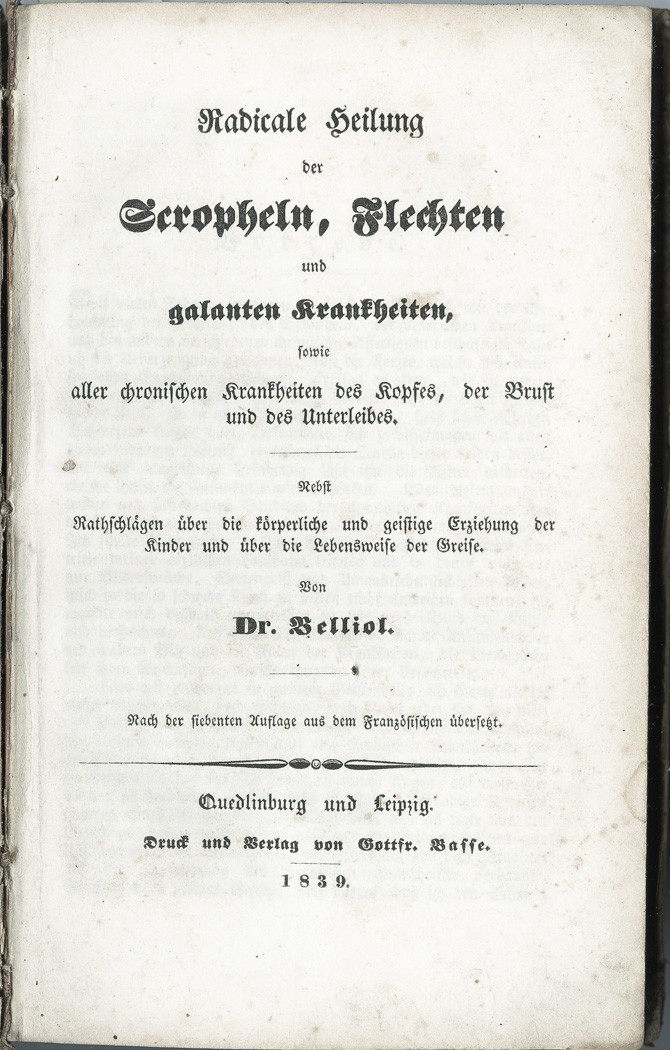 Radicale Heilung
der
Scropheln, Flechten
und
galanten Krankheiten,
sowie
aller chronischen Krankheiten des Kopfes, der Brust
und des Unterleibes.
Nebst
Rathschlägen über die körperliche und geistige Erziehung der
Kinder und über die Lebensweise der Greise.
Von
Dr. Belliol.
Nach der siebenten Auflage aus dem Französischen übersetzt.
Quedlinburg und Leipzig.
Druck und Verlag von Gottfr. Basse.
1839.